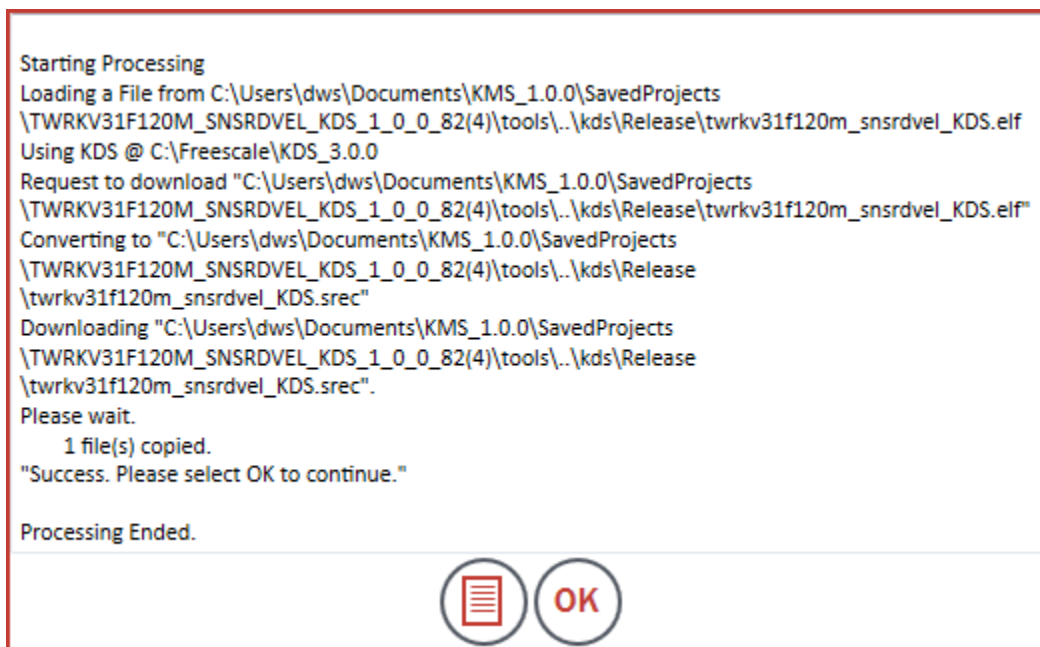 Starting Processing
Loading a File from C:\Users\dws\Documents\KMS_1.0.0\SavedProjects
\TWRKV31F120M_SNSRDVEL_KDS_1_0_0_82(4)\tools\..\kds\Release\twrkv31f120m_snsrdvel_KDS.elf
Using KDS @ C:\Freescale\KDS_3.0.0
Request to download "C:\Users\dws\Documents\KMS_1.0.0\SavedProjects
\TWRKV31F120M_SNSRDVEL_KDS_1_0_0_82(4)\tools\..\kds\Release\twrkv31f120m_snsrdvel_KDS.elf"
Converting to "C:\Users\dws\Documents\KMS_1.0.0\SavedProjects
\TWRKV31F120M_SNSRDVEL_KDS_1_0_0_82(4)\tools\..\kds\Release
\twrkv31f120m_snsrdvel_KDS.srec"
Downloading "C:\Users\dws\Documents\KMS_1.0.0\SavedProjects
\TWRKV31F120M_SNSRDVEL_KDS_1_0_0_82(4)\tools\..\kds\Release
\twrkv31f120m_snsrdvel_KDS.srec".
Please wait.
1 file(s) copied.
"Success. Please select OK to continue."
Processing Ended.
OK